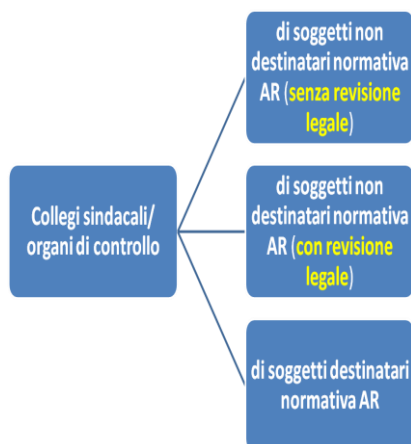 di soggetti non
destinatari normativa
AR (senza revisione
legale)
Collegi sindacali/
organi di controllo
di soggetti non
destinatari normativa
AR (con revisione
legale)
di soggetti destinatari
normativa AR